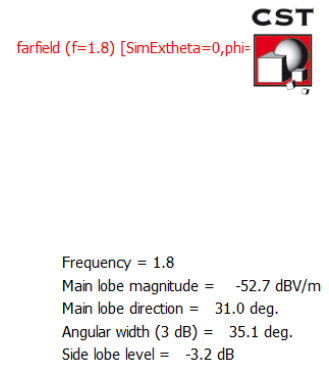 CST
farfield (f=1.8) [SimExtheta=0,phi=
Frequency = 1.8
Main lobe magnitude = -52.7 dBV/m
Main lobe direction = 31.0 deg.
Angular width (3 dB) = 35.1 deg.
Side lobe level = -3.2 dB